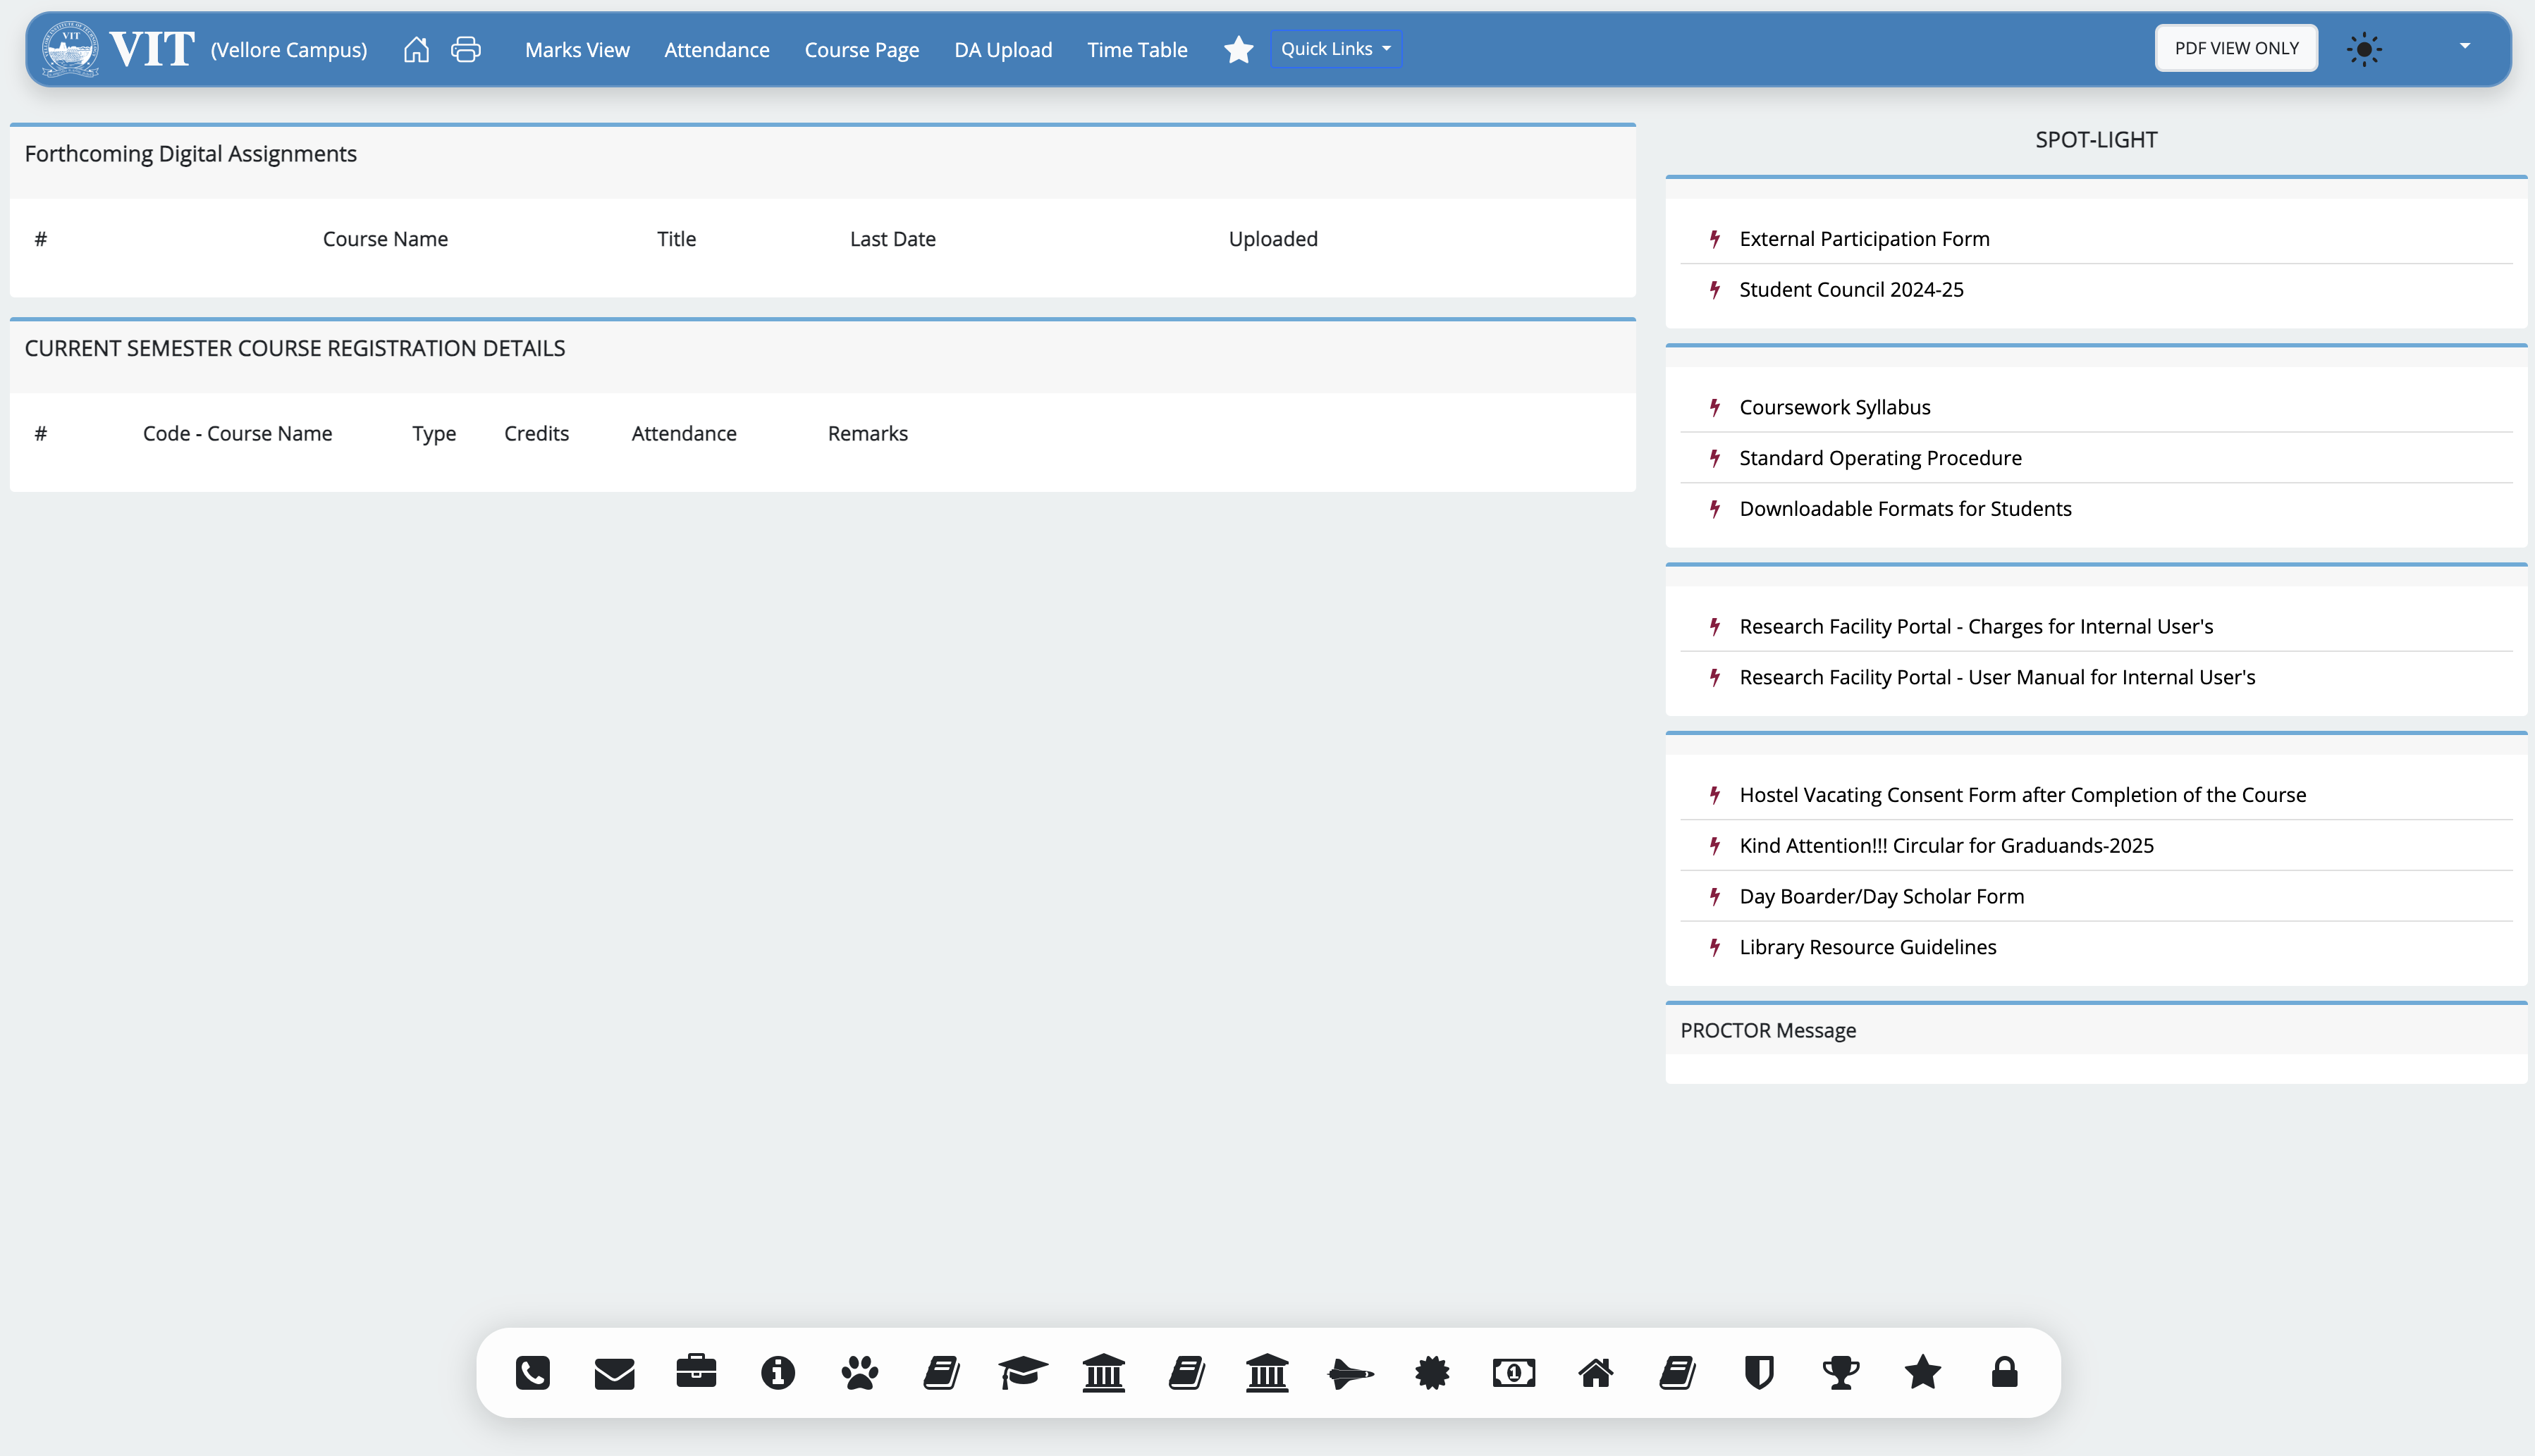 VIT
VIT (Vellore Campus) Marks View Attendance Course Page DA Upload Time Table Quick Links PDF VIEW ONLY
Forthcoming Digital Assignments
# Course Name Title Last Date Uploaded
CURRENT SEMESTER COURSE REGISTRATION DETAILS
# Code - Course Name Type Credits Attendance Remarks
SPOT-LIGHT
External Participation Form
Student Council 2024-25
Coursework Syllabus
Standard Operating Procedure
Downloadable Formats for Students
Research Facility Portal - Charges for Internal User's
Research Facility Portal - User Manual for Internal User's
Hostel Vacating Consent Form after Completion of the Course
Kind Attention!!! Circular for Graduands-2025
Day Boarder/Day Scholar Form
Library Resource Guidelines
PROCTOR Message
1